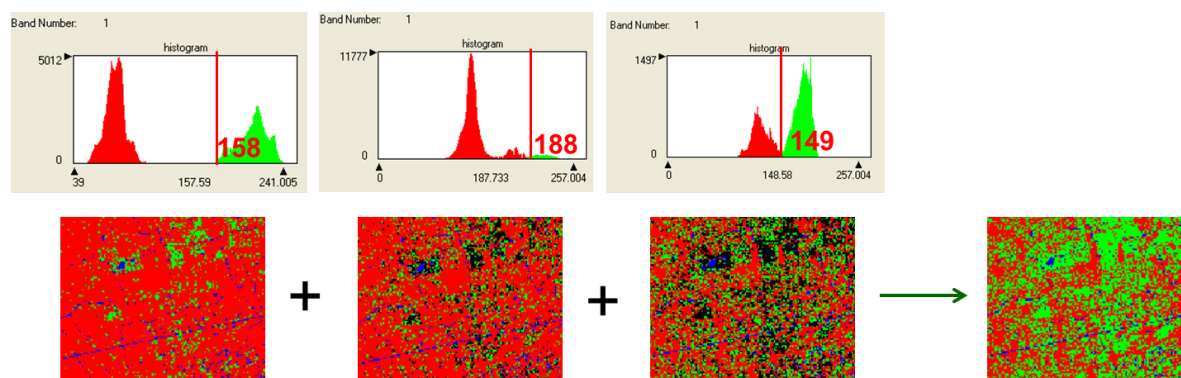 Band Number: 1
histogram
5012
0
158
39 157.59 241.005
Band Number: 1
histogram
11777
0
188
0 187.733 257.004
Band Number: 1
histogram
1497
0
149
0 148.58 257.004
+
+